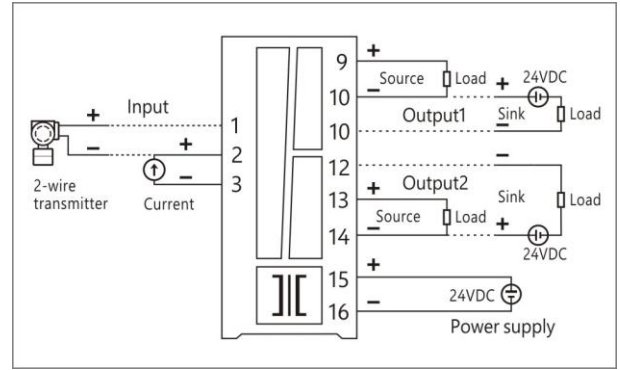 Input
+
−
+
−
2-wire
transmitter
Current
1
2
3
9
10
10
12
13
14
15
16
+
Source
Load
−
Output1
+
24VDC
Sink
−
Load
−
Output2
+
Source
Load
−
Sink
Load
+
24VDC
+
−
24VDC
Power supply